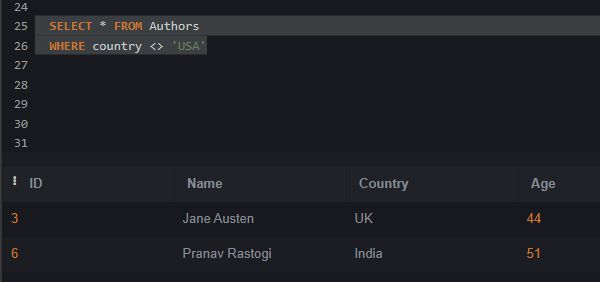 24
25 SELECT * FROM Authors
26 WHERE country <> 'USA'
27
28
29
30
31
ID Name Country Age
3 Jane Austen UK 44
6 Pranav Rastogi India 51